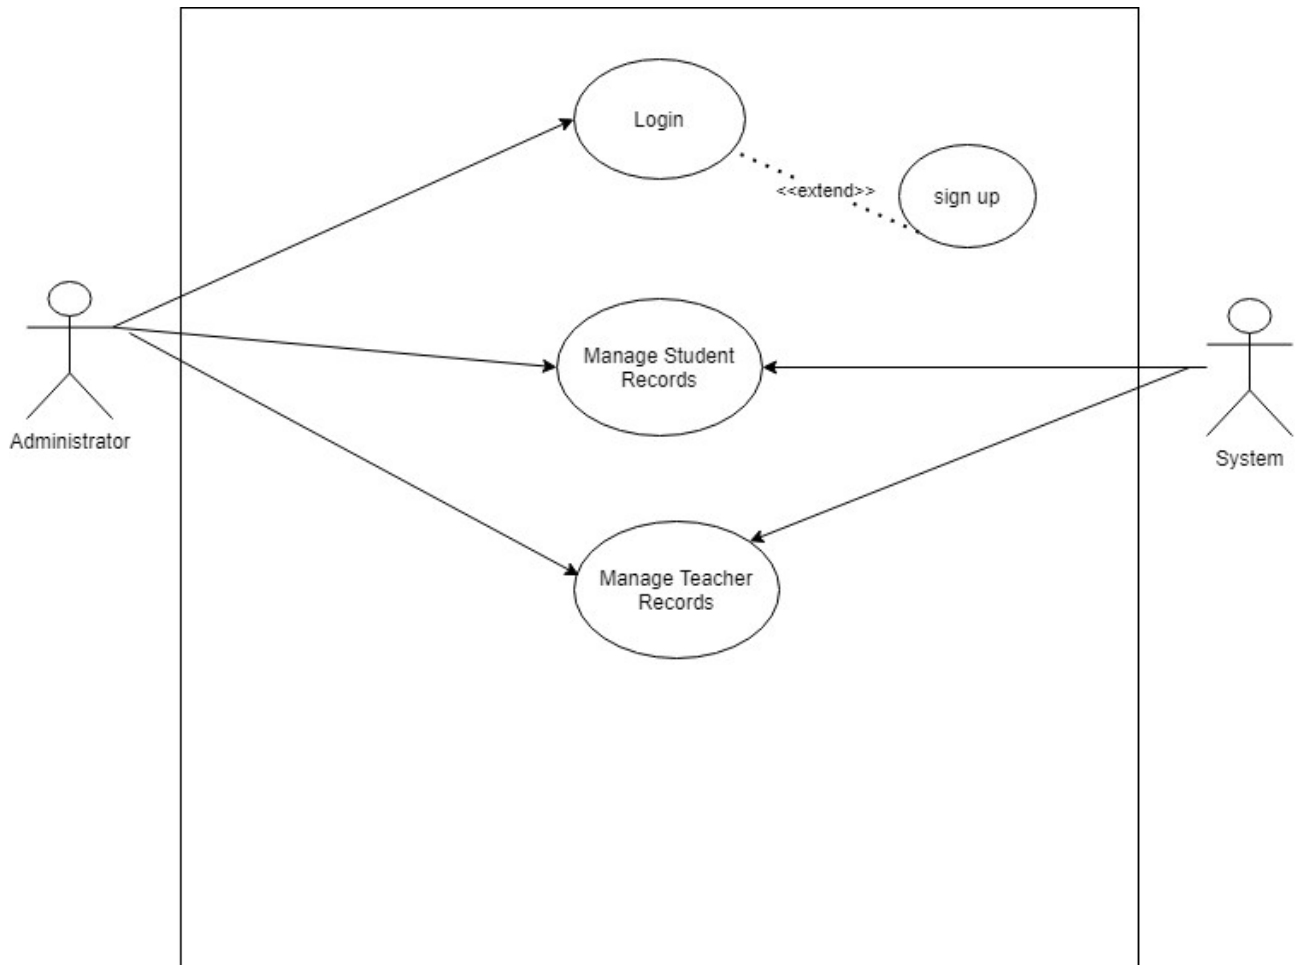 Login
<<extend>>
sign up
Manage Student
Records
Administrator
System
Manage Teacher
Records